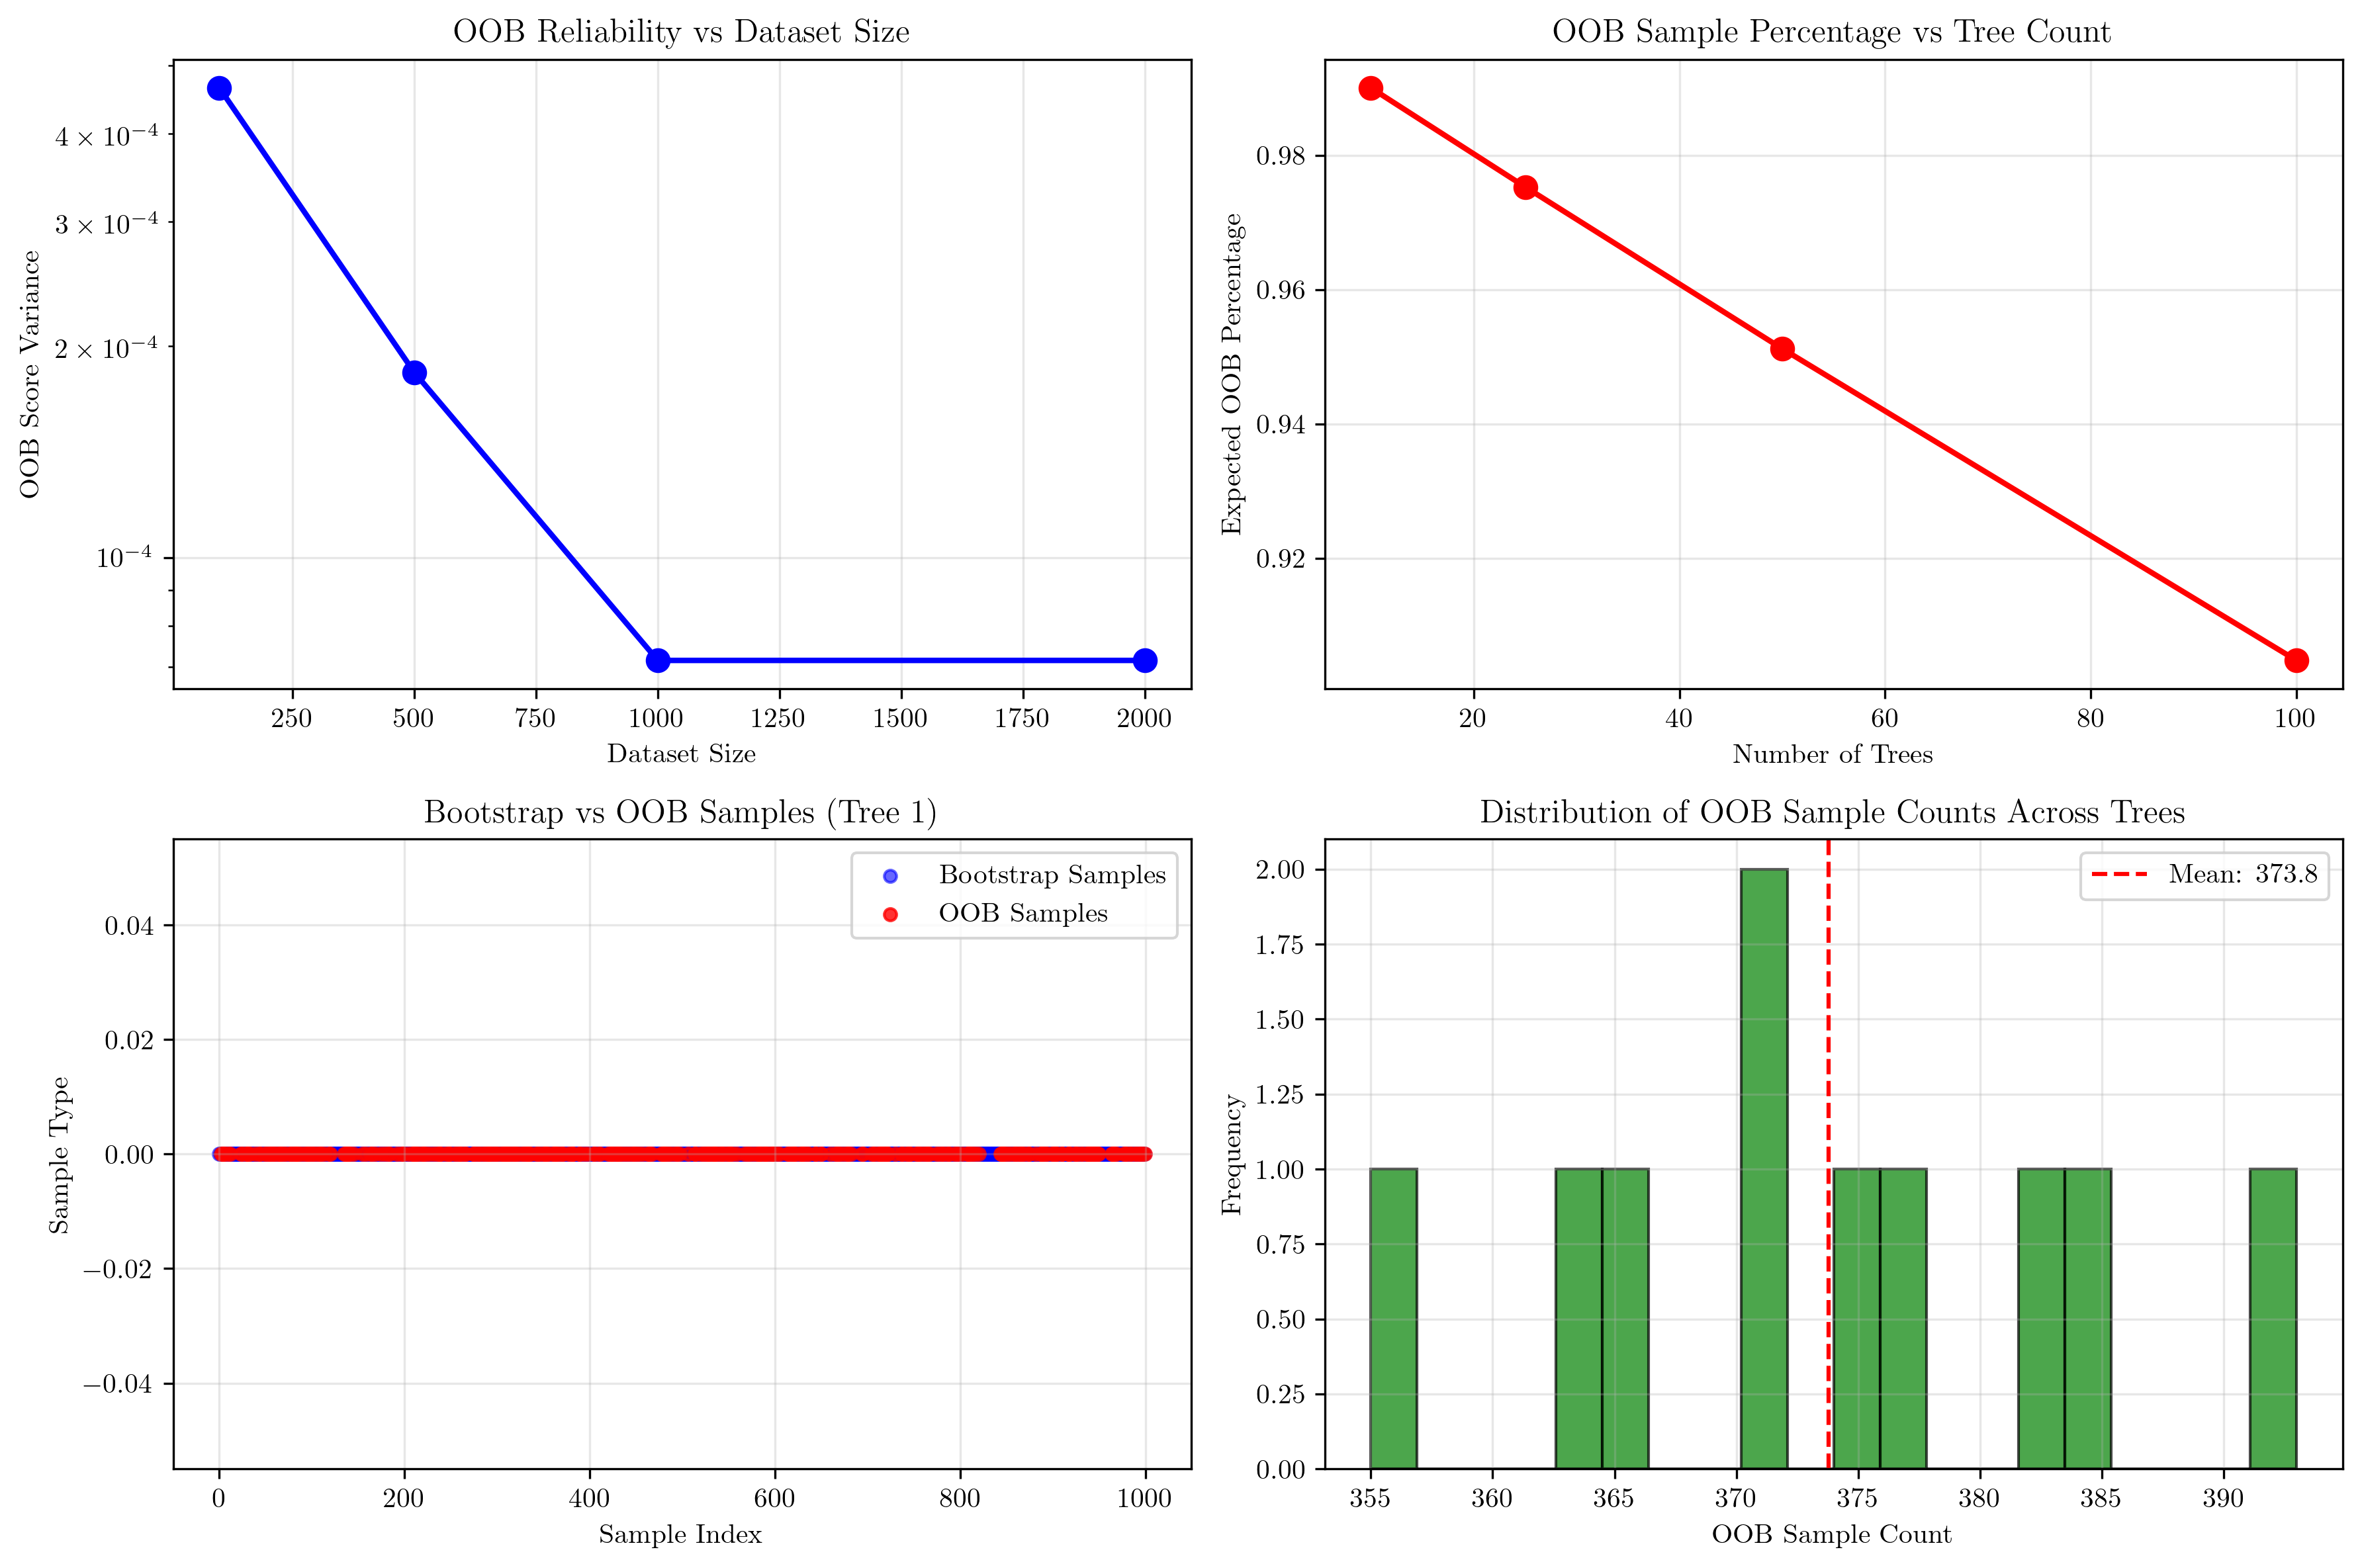 OOB Reliability vs Dataset Size
OOB Score Variance
4 × 10⁻⁴
3 × 10⁻⁴
2 × 10⁻⁴
10⁻⁴
250 500 750 1000 1250 1500 1750 2000
Dataset Size
OOB Sample Percentage vs Tree Count
Expected OOB Percentage
0.98
0.96
0.94
0.92
20 40 60 80 100
Number of Trees
Bootstrap vs OOB Samples (Tree 1)
Bootstrap Samples
OOB Samples
Sample Type
0.04
0.02
0.00
−0.02
−0.04
0 200 400 600 800 1000
Sample Index
Distribution of OOB Sample Counts Across Trees
Mean: 373.8
Frequency
2.00
1.75
1.50
1.25
1.00
0.75
0.50
0.25
0.00
355 360 365 370 375 380 385 390
OOB Sample Count